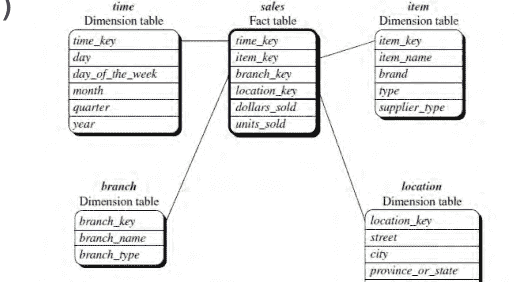 )
time
Dimension table
time_key
day
day_of_the_week
month
quarter
year
sales
Fact table
time_key
item_key
branch_key
location_key
dollars_sold
units_sold
item
Dimension table
item_key
item_name
brand
type
supplier_type
branch
Dimension table
branch_key
branch_name
branch_type
location
Dimension table
location_key
street
city
province_or_state